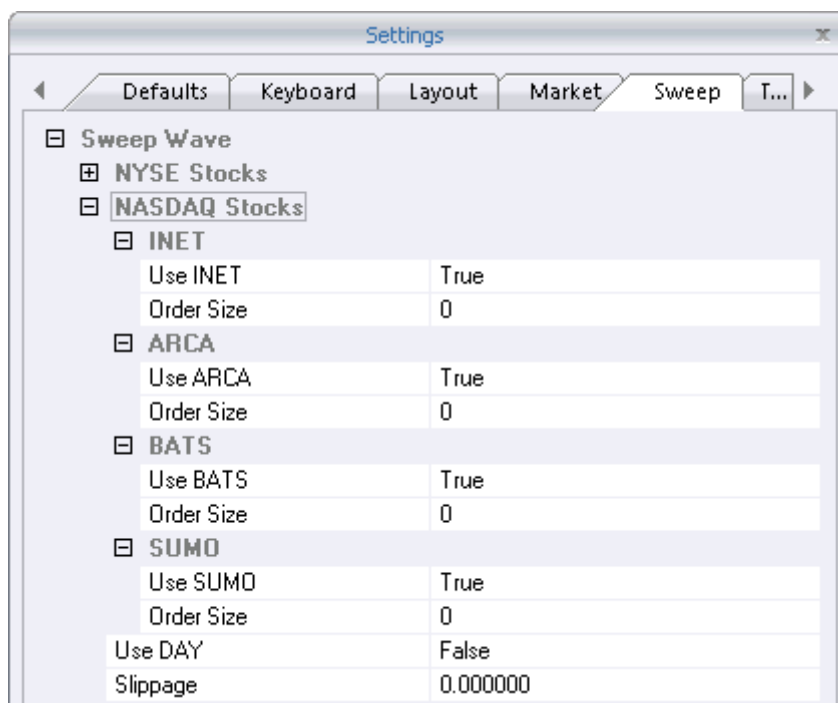 Settings
Defaults Keyboard Layout Market Sweep T...
Sweep Wave
NYSE Stocks
NASDAQ Stocks
INET
Use INET True
Order Size 0
ARCA
Use ARCA True
Order Size 0
BATS
Use BATS True
Order Size 0
SUMO
Use SUMO True
Order Size 0
Use DAY False
Slippage 0.000000